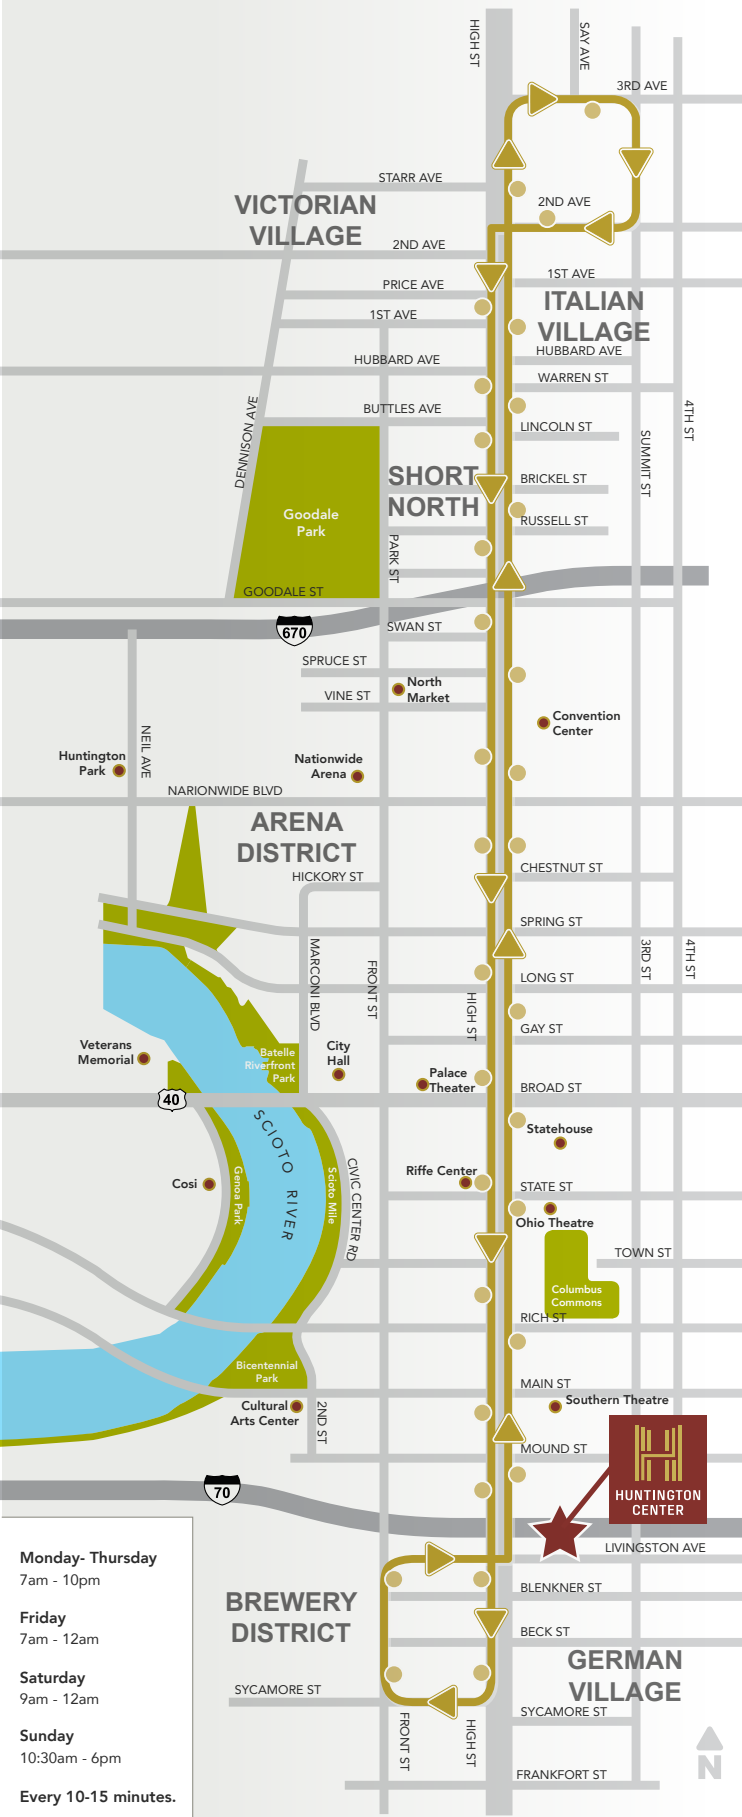 HIGH ST
SAY AVE
3RD AVE
STARR AVE
VICTORIAN
VILLAGE
2ND AVE
2ND AVE
1ST AVE
PRICE AVE
ITALIAN
VILLAGE
1ST AVE
HUBBARD AVE
HUBBARD AVE
WARREN ST
DENNISON AVE
BUTTLES AVE
4TH ST
LINCOLN ST
SUMMIT ST
SHORT
NORTH
BRICKEL ST
Goodale
Park
RUSSELL ST
PARK ST
GOODALE ST
670
SWAN ST
SPRUCE ST
North
Market
VINE ST
Convention
Center
NEIL AVE
Huntington
Park
Nationwide
Arena
NARIONWIDE BLVD
ARENA
DISTRICT
CHESTNUT ST
HICKORY ST
SPRING ST
MARCONI BLVD
FRONT ST
3RD ST
4TH ST
LONG ST
HIGH ST
GAY ST
Veterans
Memorial
Batelle
Riverfront
Park
City
Hall
Palace
Theater
BROAD ST
40
SCIOTO RIVER
Statehouse
Cosi
Genoa Park
Scioto Mile
CIVIC CENTER RD
Riffe Center
STATE ST
Ohio Theatre
TOWN ST
Columbus
Commons
RICH ST
Bicentennial
Park
MAIN ST
Cultural
Arts Center
2ND ST
Southern Theatre
MOUND ST
HUNTINGTON
CENTER
70
LIVINGSTON AVE
Monday- Thursday
7am - 10pm
Friday
7am - 12am
Saturday
9am - 12am
Sunday
10:30am - 6pm
Every 10-15 minutes.
BREWERY
DISTRICT
BLENKNER ST
BECK ST
GERMAN
VILLAGE
SYCAMORE ST
SYCAMORE ST
FRONT ST
HIGH ST
FRANKFORT ST
N